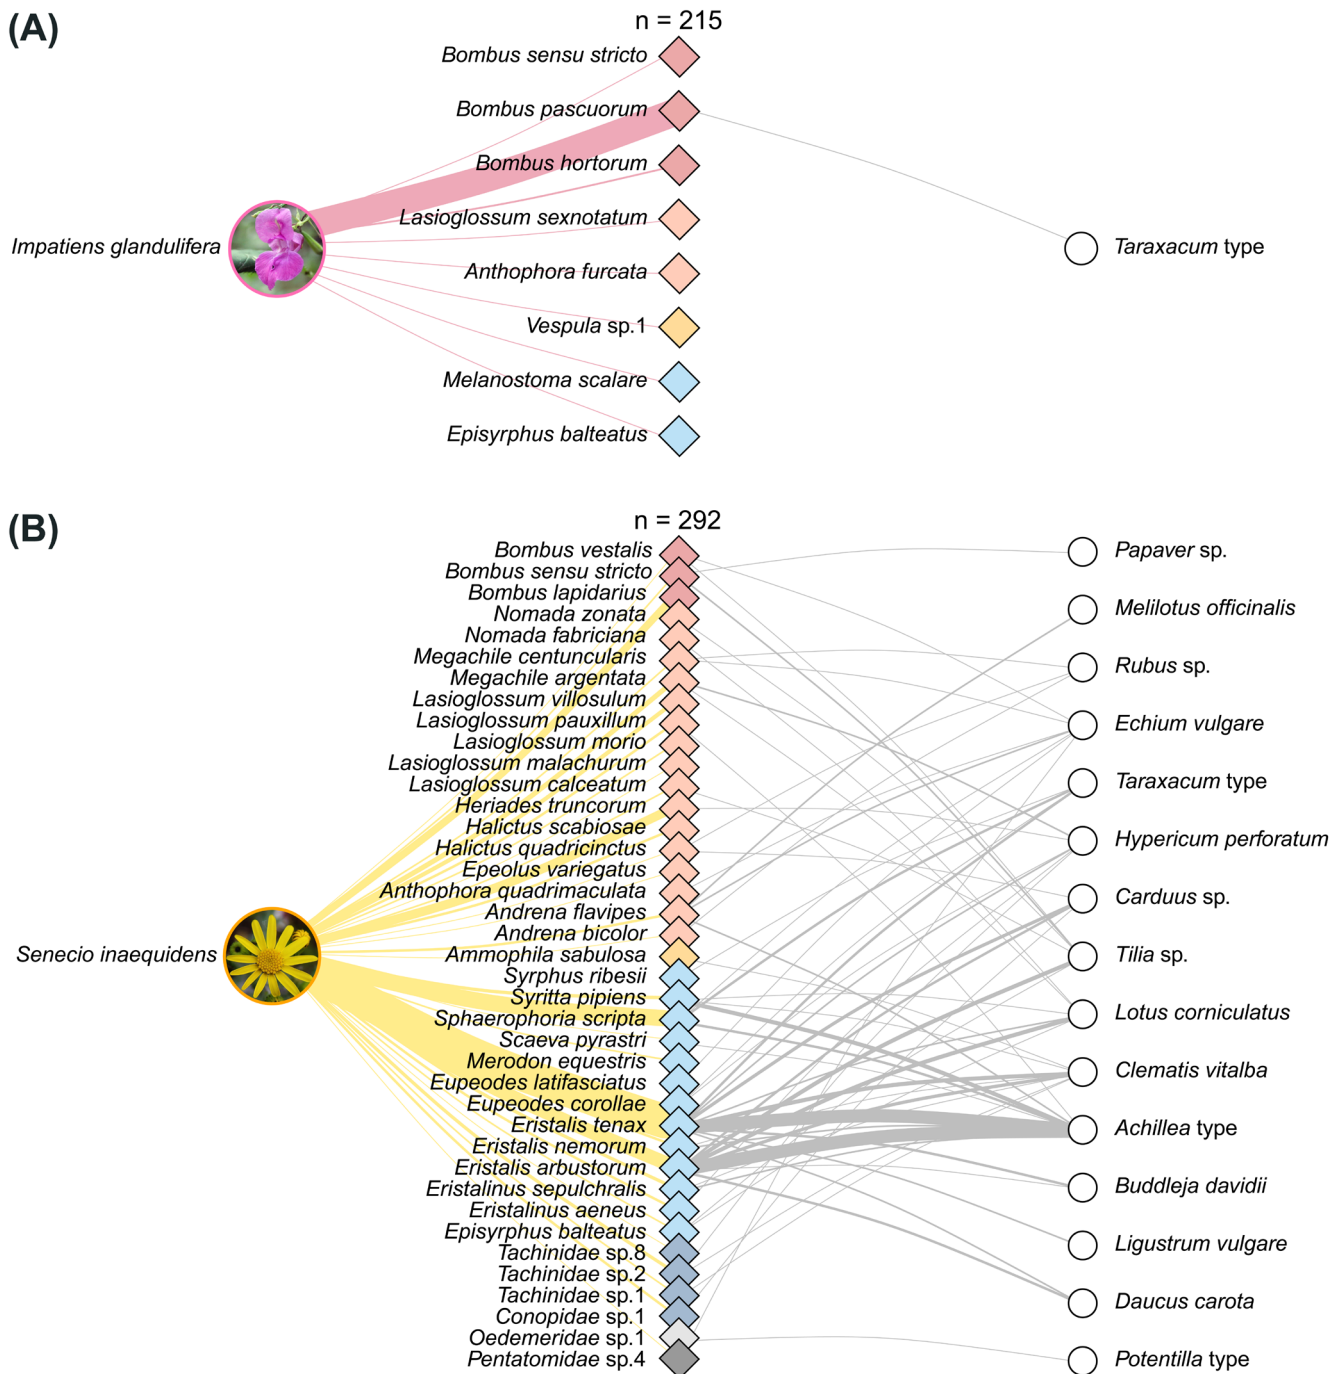 (A)
n = 215
Bombus sensu stricto
Bombus pascuorum
Bombus hortorum
Lasioglossum sexnotatum
Anthophora furcata
Vespula sp.1
Melanostoma scalare
Episyrphus balteatus
Impatiens glandulifera
Taraxacum type
(B)
n = 292
Bombus vestalis
Bombus sensu stricto
Bombus lapidarius
Nomada zonata
Nomada fabriciana
Megachile centuncularis
Megachile argentata
Lasioglossum villosulum
Lasioglossum pauxillum
Lasioglossum morio
Lasioglossum malachurum
Lasioglossum calceatum
Heriades truncorum
Halictus scabiosae
Halictus quadricinctus
Epeolus variegatus
Anthophora quadrimaculata
Andrena flavipes
Andrena bicolor
Ammophila sabulosa
Syrphus ribesii
Syritta pipiens
Sphaerophoria scripta
Scaeva pyrastri
Merodon equestris
Eupeodes latifasciatus
Eupeodes corollae
Eristalis tenax
Eristalis nemorum
Eristalis arbustorum
Eristalinus sepulchralis
Eristalinus aeneus
Episyrphus balteatus
Tachinidae sp.8
Tachinidae sp.2
Tachinidae sp.1
Conopidae sp.1
Oedemeridae sp.1
Pentatomidae sp.4
Senecio inaequidens
Papaver sp.
Melilotus officinalis
Rubus sp.
Echium vulgare
Taraxacum type
Hypericum perforatum
Carduus sp.
Tilia sp.
Lotus corniculatus
Clematis vitalba
Achillea type
Buddleja davidii
Ligustrum vulgare
Daucus carota
Potentilla type